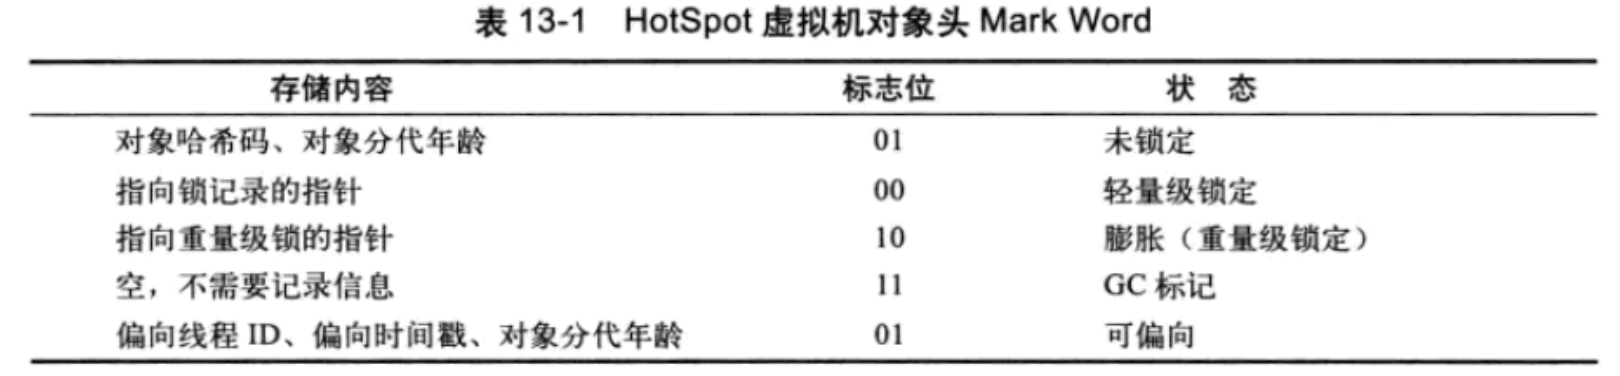 表 13-1 HotSpot 虚拟机对象头 Mark Word
存储内容 标志位 状 态
对象哈希码、对象分代年龄 01 未锁定
指向锁记录的指针 00 轻量级锁定
指向重量级锁的指针 10 膨胀（重量级锁定）
空，不需要记录信息 11 GC 标记
偏向线程 ID、偏向时间戳、对象分代年龄 01 可偏向